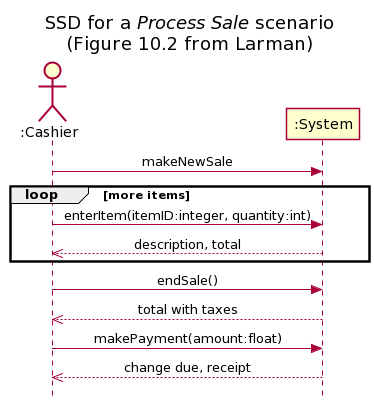 SSD for a Process Sale scenario
(Figure 10.2 from Larman)
:Cashier
:System
makeNewSale
loop [more items]
enterItem(itemID:integer, quantity:int)
description, total
endSale()
total with taxes
makePayment(amount:float)
change due, receipt